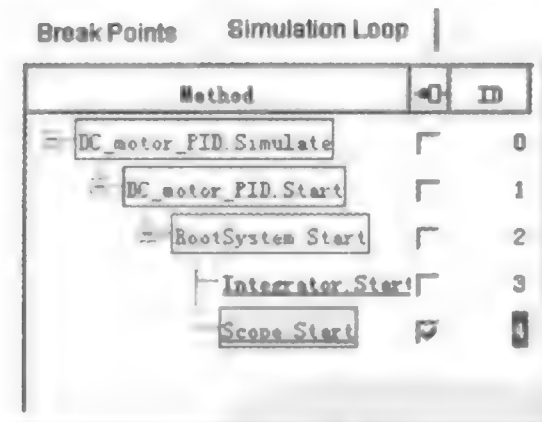 Break Points Simulation Loop
Method ID
DC_motor_PID.Simulate 0
DC_motor_PID.Start 1
RootSystem Start 2
Integrator.Start 3
Scope Start 4